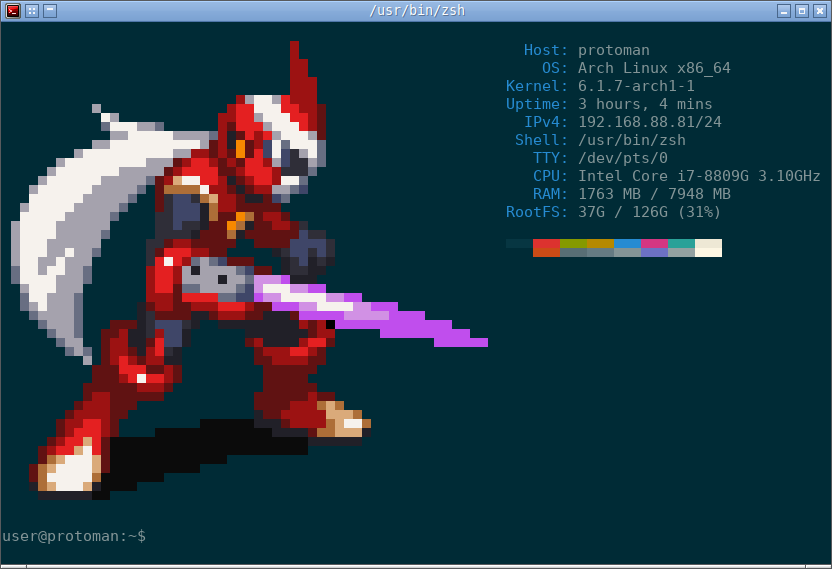 /usr/bin/zsh
Host: protoman
OS: Arch Linux x86_64
Kernel: 6.1.7-arch1-1
Uptime: 3 hours, 4 mins
IPv4: 192.168.88.81/24
Shell: /usr/bin/zsh
TTY: /dev/pts/0
CPU: Intel Core i7-8809G 3.10GHz
RAM: 1763 MB / 7948 MB
RootFS: 37G / 126G (31%)
user@protoman:~$